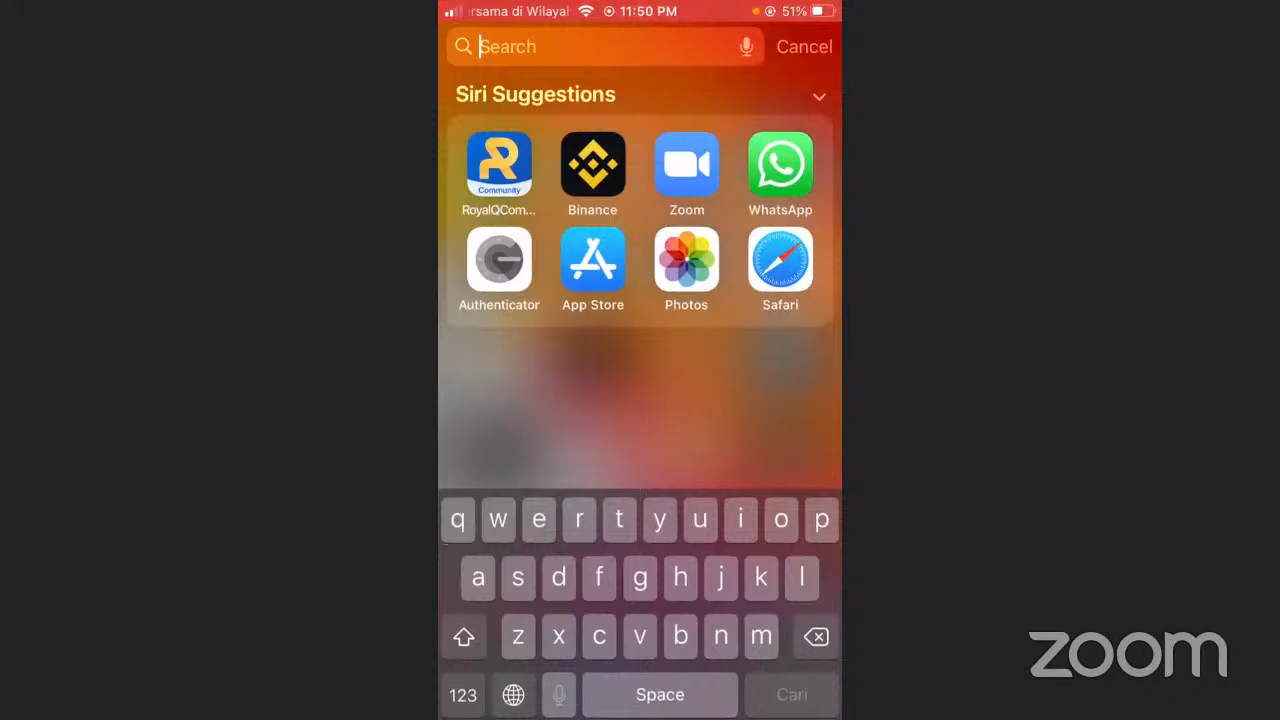 rsama di Wilayal 11:50 PM 51%
Search Cancel
Siri Suggestions
Community
RoyalQCom... Binance Zoom WhatsApp
Authenticator App Store Photos Safari
q w e r t y u i o p
a s d f g h j k l
z x c v b n m
123 Space Cari
zoom